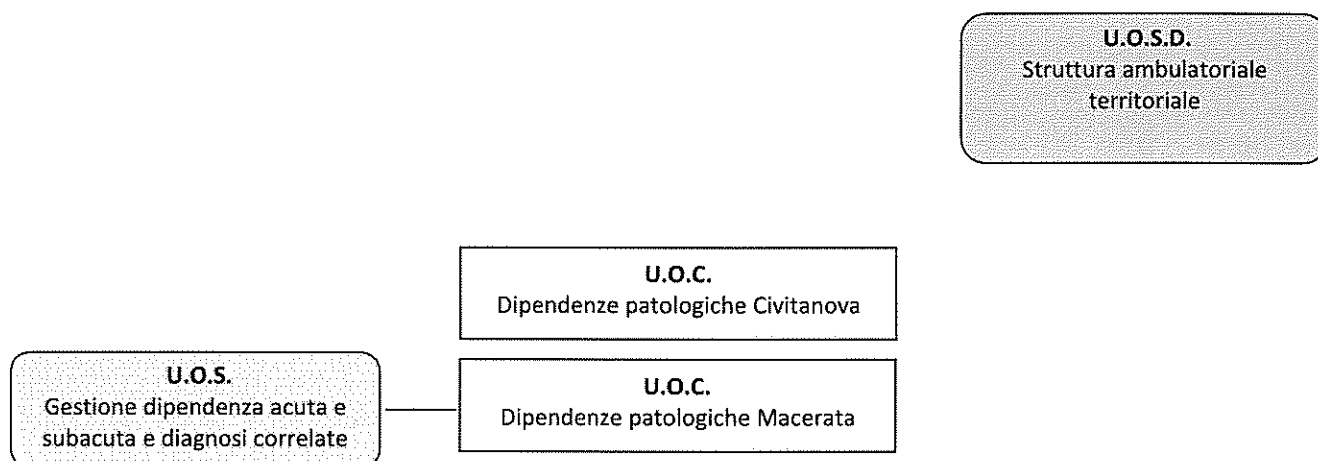 U.O.S.D.
Struttura ambulatoriale
territoriale
U.O.C.
Dipendenze patologiche Civitanova
U.O.S.
Gestione dipendenza acuta e
subacuta e diagnosi correlate
U.O.C.
Dipendenze patologiche Macerata